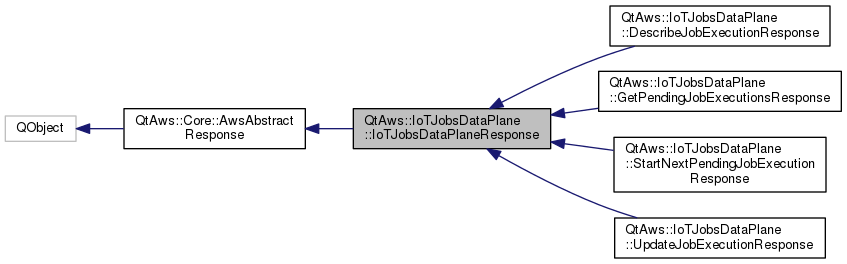 QObject
QtAws::Core::AwsAbstract
Response
QtAws::IoTJobsDataPlane
::IoTJobsDataPlaneResponse
QtAws::IoTJobsDataPlane
::DescribeJobExecutionResponse
QtAws::IoTJobsDataPlane
::GetPendingJobExecutionsResponse
QtAws::IoTJobsDataPlane
::StartNextPendingJobExecution
Response
QtAws::IoTJobsDataPlane
::UpdateJobExecutionResponse